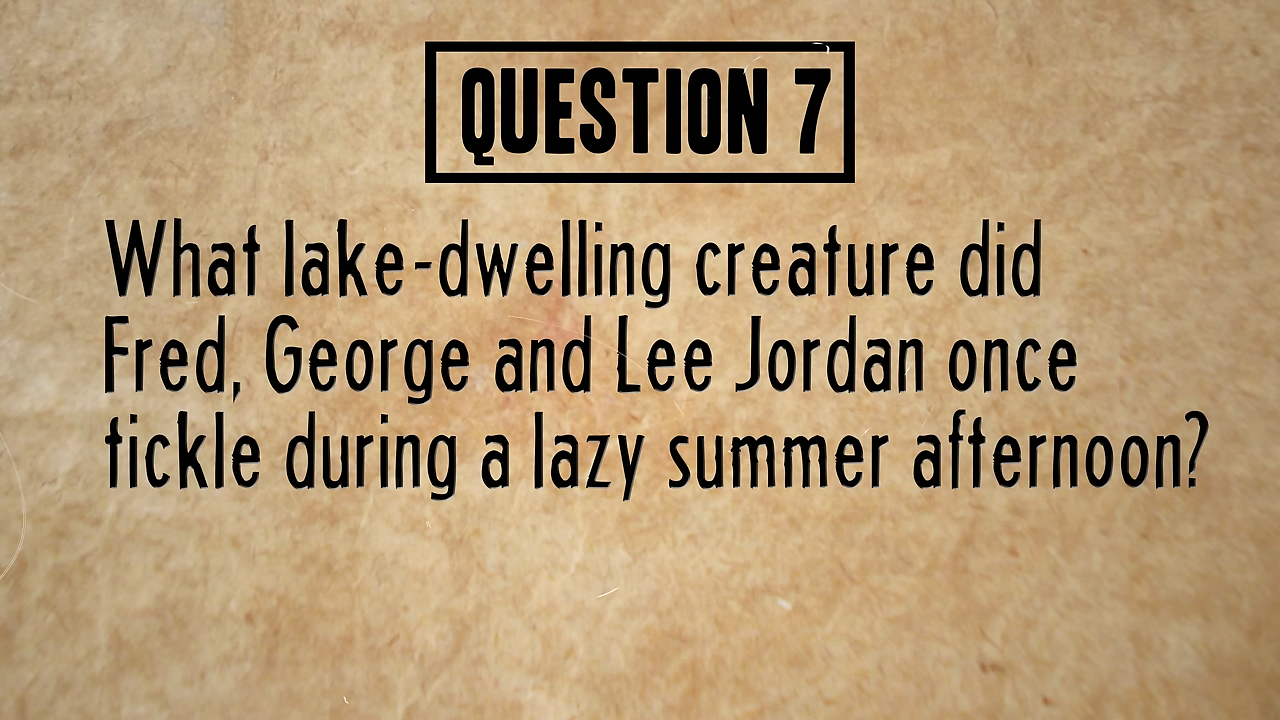 QUESTION 7
What lake-dwelling creature did
Fred, George and Lee Jordan once
tickle during a lazy summer afternoon?